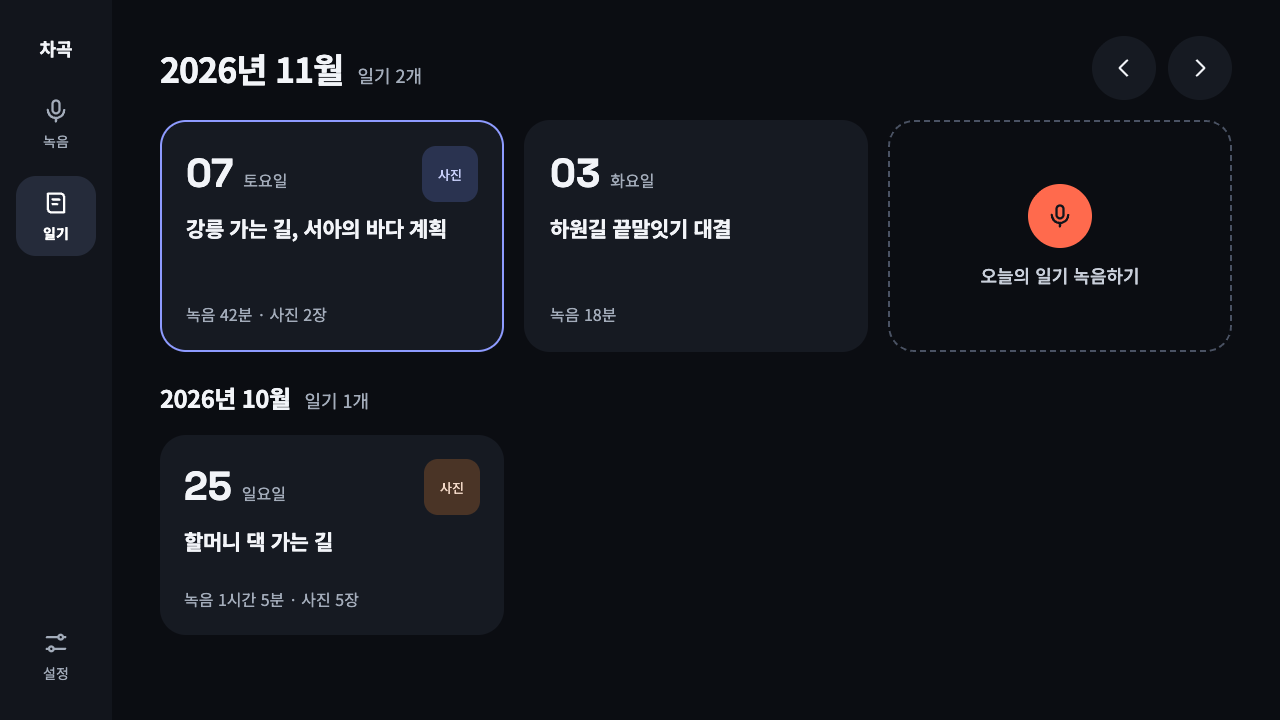 차곡
녹음
일기
설정
2026년 11월 일기 2개
07 토요일
사진
강릉 가는 길, 서아의 바다 계획
녹음 42분 · 사진 2장
03 화요일
하원길 끝말잇기 대결
녹음 18분
오늘의 일기 녹음하기
2026년 10월 일기 1개
25 일요일
사진
할머니 댁 가는 길
녹음 1시간 5분 · 사진 5장